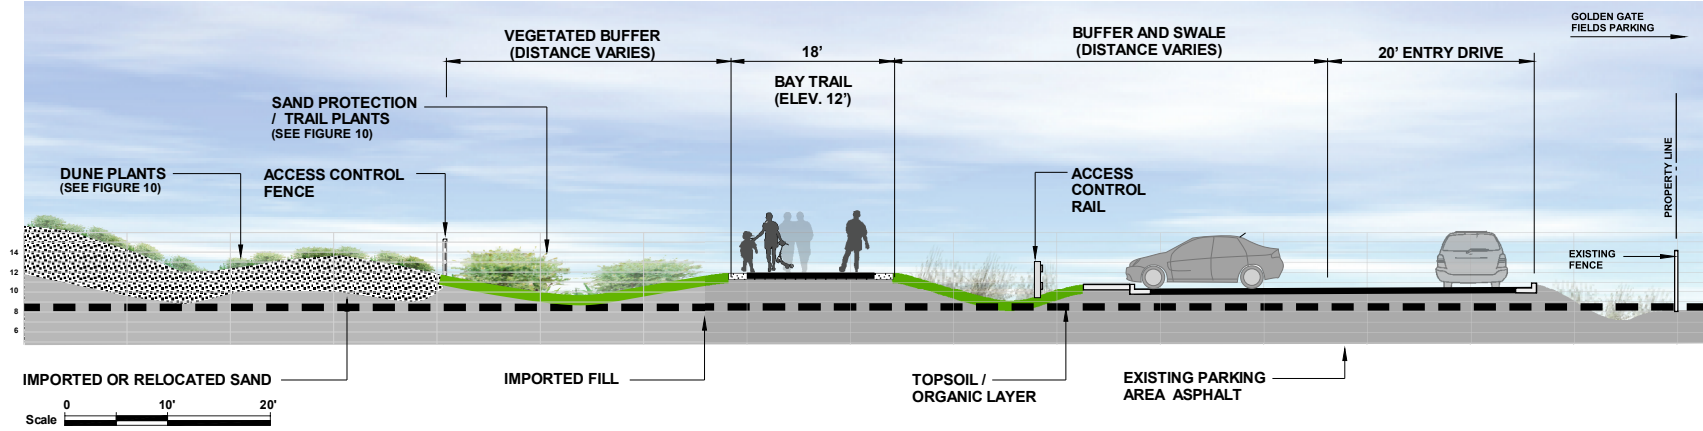 GOLDEN GATE
FIELDS PARKING
VEGETATED BUFFER
(DISTANCE VARIES)
18'
BUFFER AND SWALE
(DISTANCE VARIES)
20' ENTRY DRIVE
BAY TRAIL
(ELEV. 12')
SAND PROTECTION
/ TRAIL PLANTS
(SEE FIGURE 10)
DUNE PLANTS
(SEE FIGURE 10)
ACCESS CONTROL
FENCE
ACCESS
CONTROL
RAIL
PROPERTY LINE
EXISTING
FENCE
14
12
10
8
6
IMPORTED OR RELOCATED SAND
IMPORTED FILL
TOPSOIL /
ORGANIC LAYER
EXISTING PARKING
AREA ASPHALT
0 10' 20'
Scale